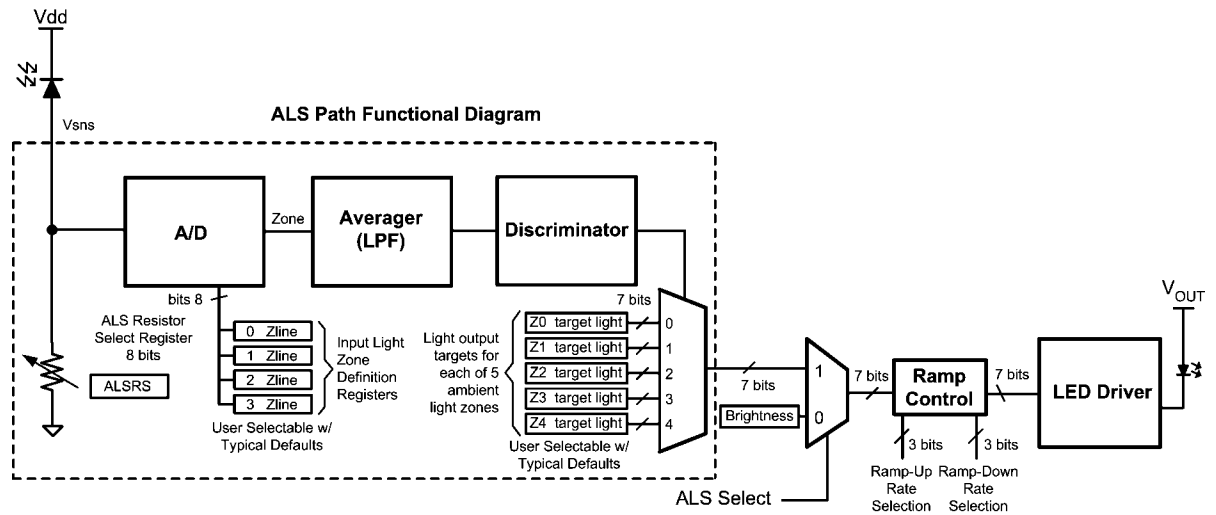 Vdd
Vsns
ALS Path Functional Diagram
A/D
Zone
Averager
(LPF)
Discriminator
bits 8
ALS Resistor
Select Register
8 bits
ALSRS
0 Zline
1 Zline
2 Zline
3 Zline
Input Light
Zone
Definition
Registers
User Selectable w/
Typical Defaults
Light output
targets for
each of 5
ambient
light zones
7 bits
Z0 target light
Z1 target light
Z2 target light
Z3 target light
Z4 target light
0
1
2
3
4
User Selectable w/
Typical Defaults
7 bits
Brightness
1
0
ALS Select
7 bits
Ramp
Control
7 bits
3 bits
3 bits
Ramp-Up
Rate
Selection
Ramp-Down
Rate
Selection
LED Driver
VOUT